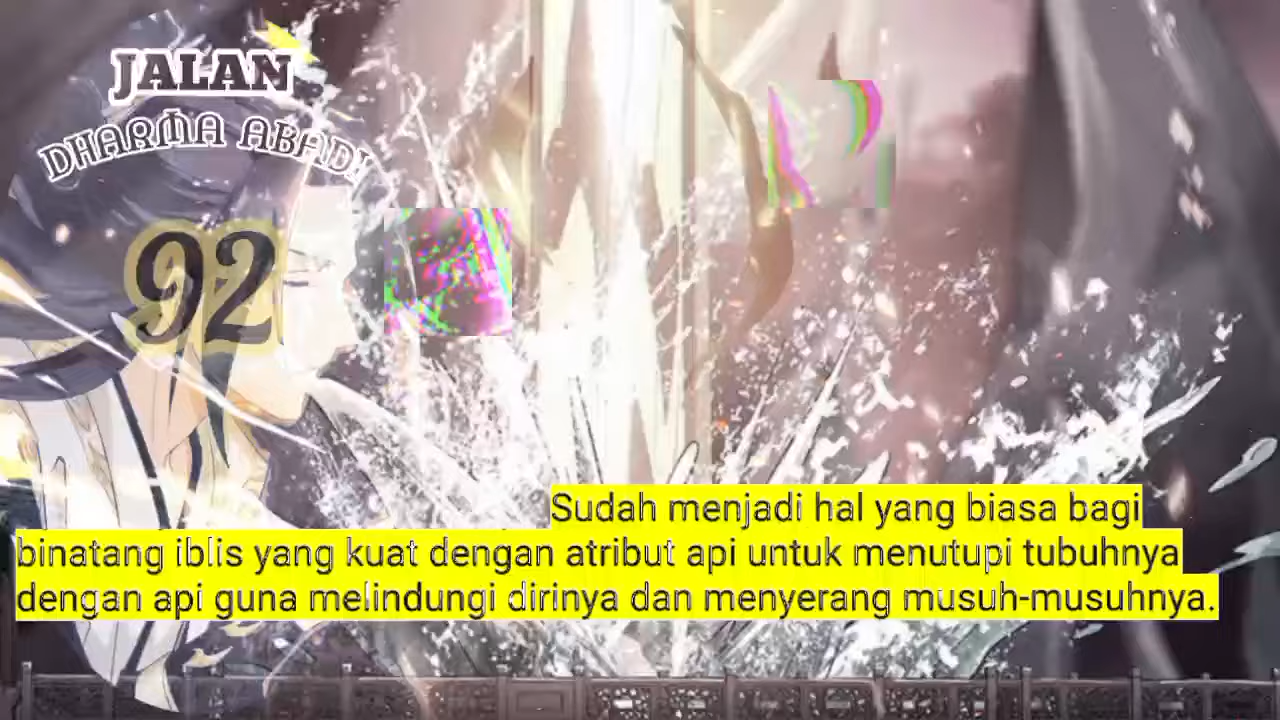 JALAN
DHARMA ABADI
92
Sudah menjadi hal yang biasa bagi
binatang iblis yang kuat dengan atribut api untuk menutupi tubuhnya
dengan api guna melindungi dirinya dan menyerang musuh-musuhnya.